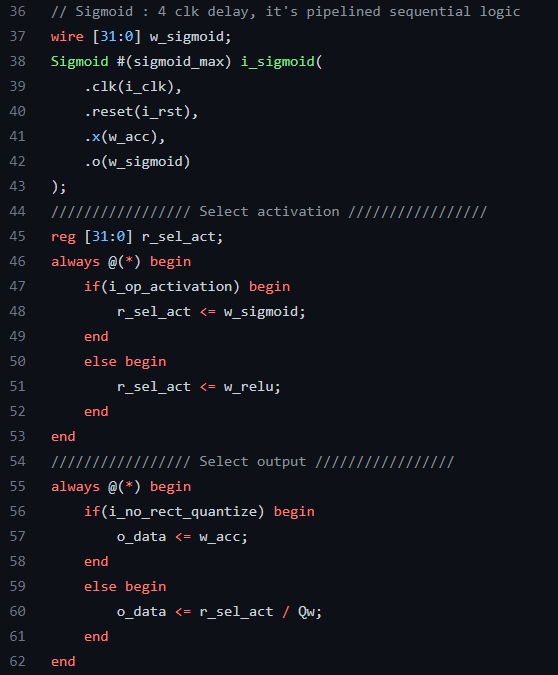 36 // Sigmoid : 4 clk delay, it's pipelined sequential logic
37 wire [31:0] w_sigmoid;
38 Sigmoid #(sigmoid_max) i_sigmoid(
39     .clk(i_clk),
40     .reset(i_rst),
41     .x(w_acc),
42     .o(w_sigmoid)
43 );
44 ///////////////// Select activation /////////////////
45 reg [31:0] r_sel_act;
46 always @(*) begin
47     if(i_op_activation) begin
48         r_sel_act <= w_sigmoid;
49     end
50     else begin
51         r_sel_act <= w_relu;
52     end
53 end
54 ///////////////// Select output /////////////////
55 always @(*) begin
56     if(i_no_rect_quantize) begin
57         o_data <= w_acc;
58     end
59     else begin
60         o_data <= r_sel_act / Qw;
61     end
62 end